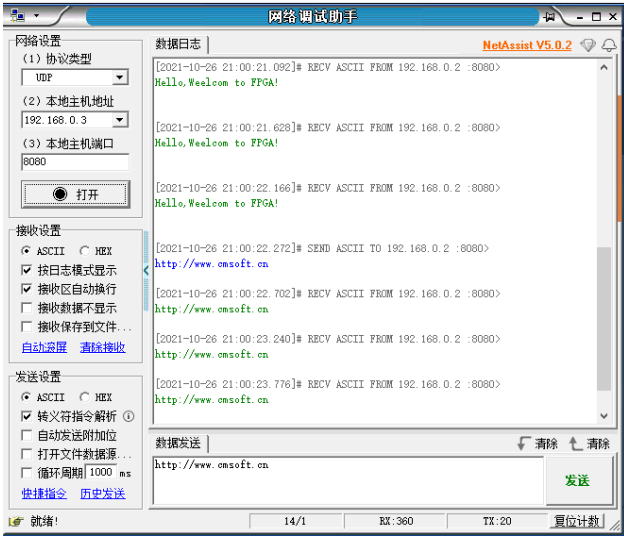 网络调试助手
网络设置
(1) 协议类型
UDP
(2) 本地主机地址
192.168.0.3
(3) 本地主机端口
8080
打开
接收设置
ASCII HEX
按日志模式显示
接收区自动换行
接收数据不显示
接收保存到文件...
自动滚屏 清除接收
发送设置
ASCII HEX
转义符指令解析
自动发送附加位
打开文件数据源...
循环周期 1000 ms
快捷指令 历史发送
数据日志 NetAssist V5.0.2
[2021-10-26 21:00:21.092]# RECV ASCII FROM 192.168.0.2 :8080>
Hello,Weelcom to FPGA!
[2021-10-26 21:00:21.628]# RECV ASCII FROM 192.168.0.2 :8080>
Hello,Weelcom to FPGA!
[2021-10-26 21:00:22.166]# RECV ASCII FROM 192.168.0.2 :8080>
Hello,Weelcom to FPGA!
[2021-10-26 21:00:22.272]# SEND ASCII TO 192.168.0.2 :8080>
http://www.cmsoft.cn
[2021-10-26 21:00:22.702]# RECV ASCII FROM 192.168.0.2 :8080>
http://www.cmsoft.cn
[2021-10-26 21:00:23.240]# RECV ASCII FROM 192.168.0.2 :8080>
http://www.cmsoft.cn
[2021-10-26 21:00:23.776]# RECV ASCII FROM 192.168.0.2 :8080>
http://www.cmsoft.cn
数据发送 清除 清除
http://www.cmsoft.cn
发送
就绪! 14/1 RX:360 TX:20 复位计数